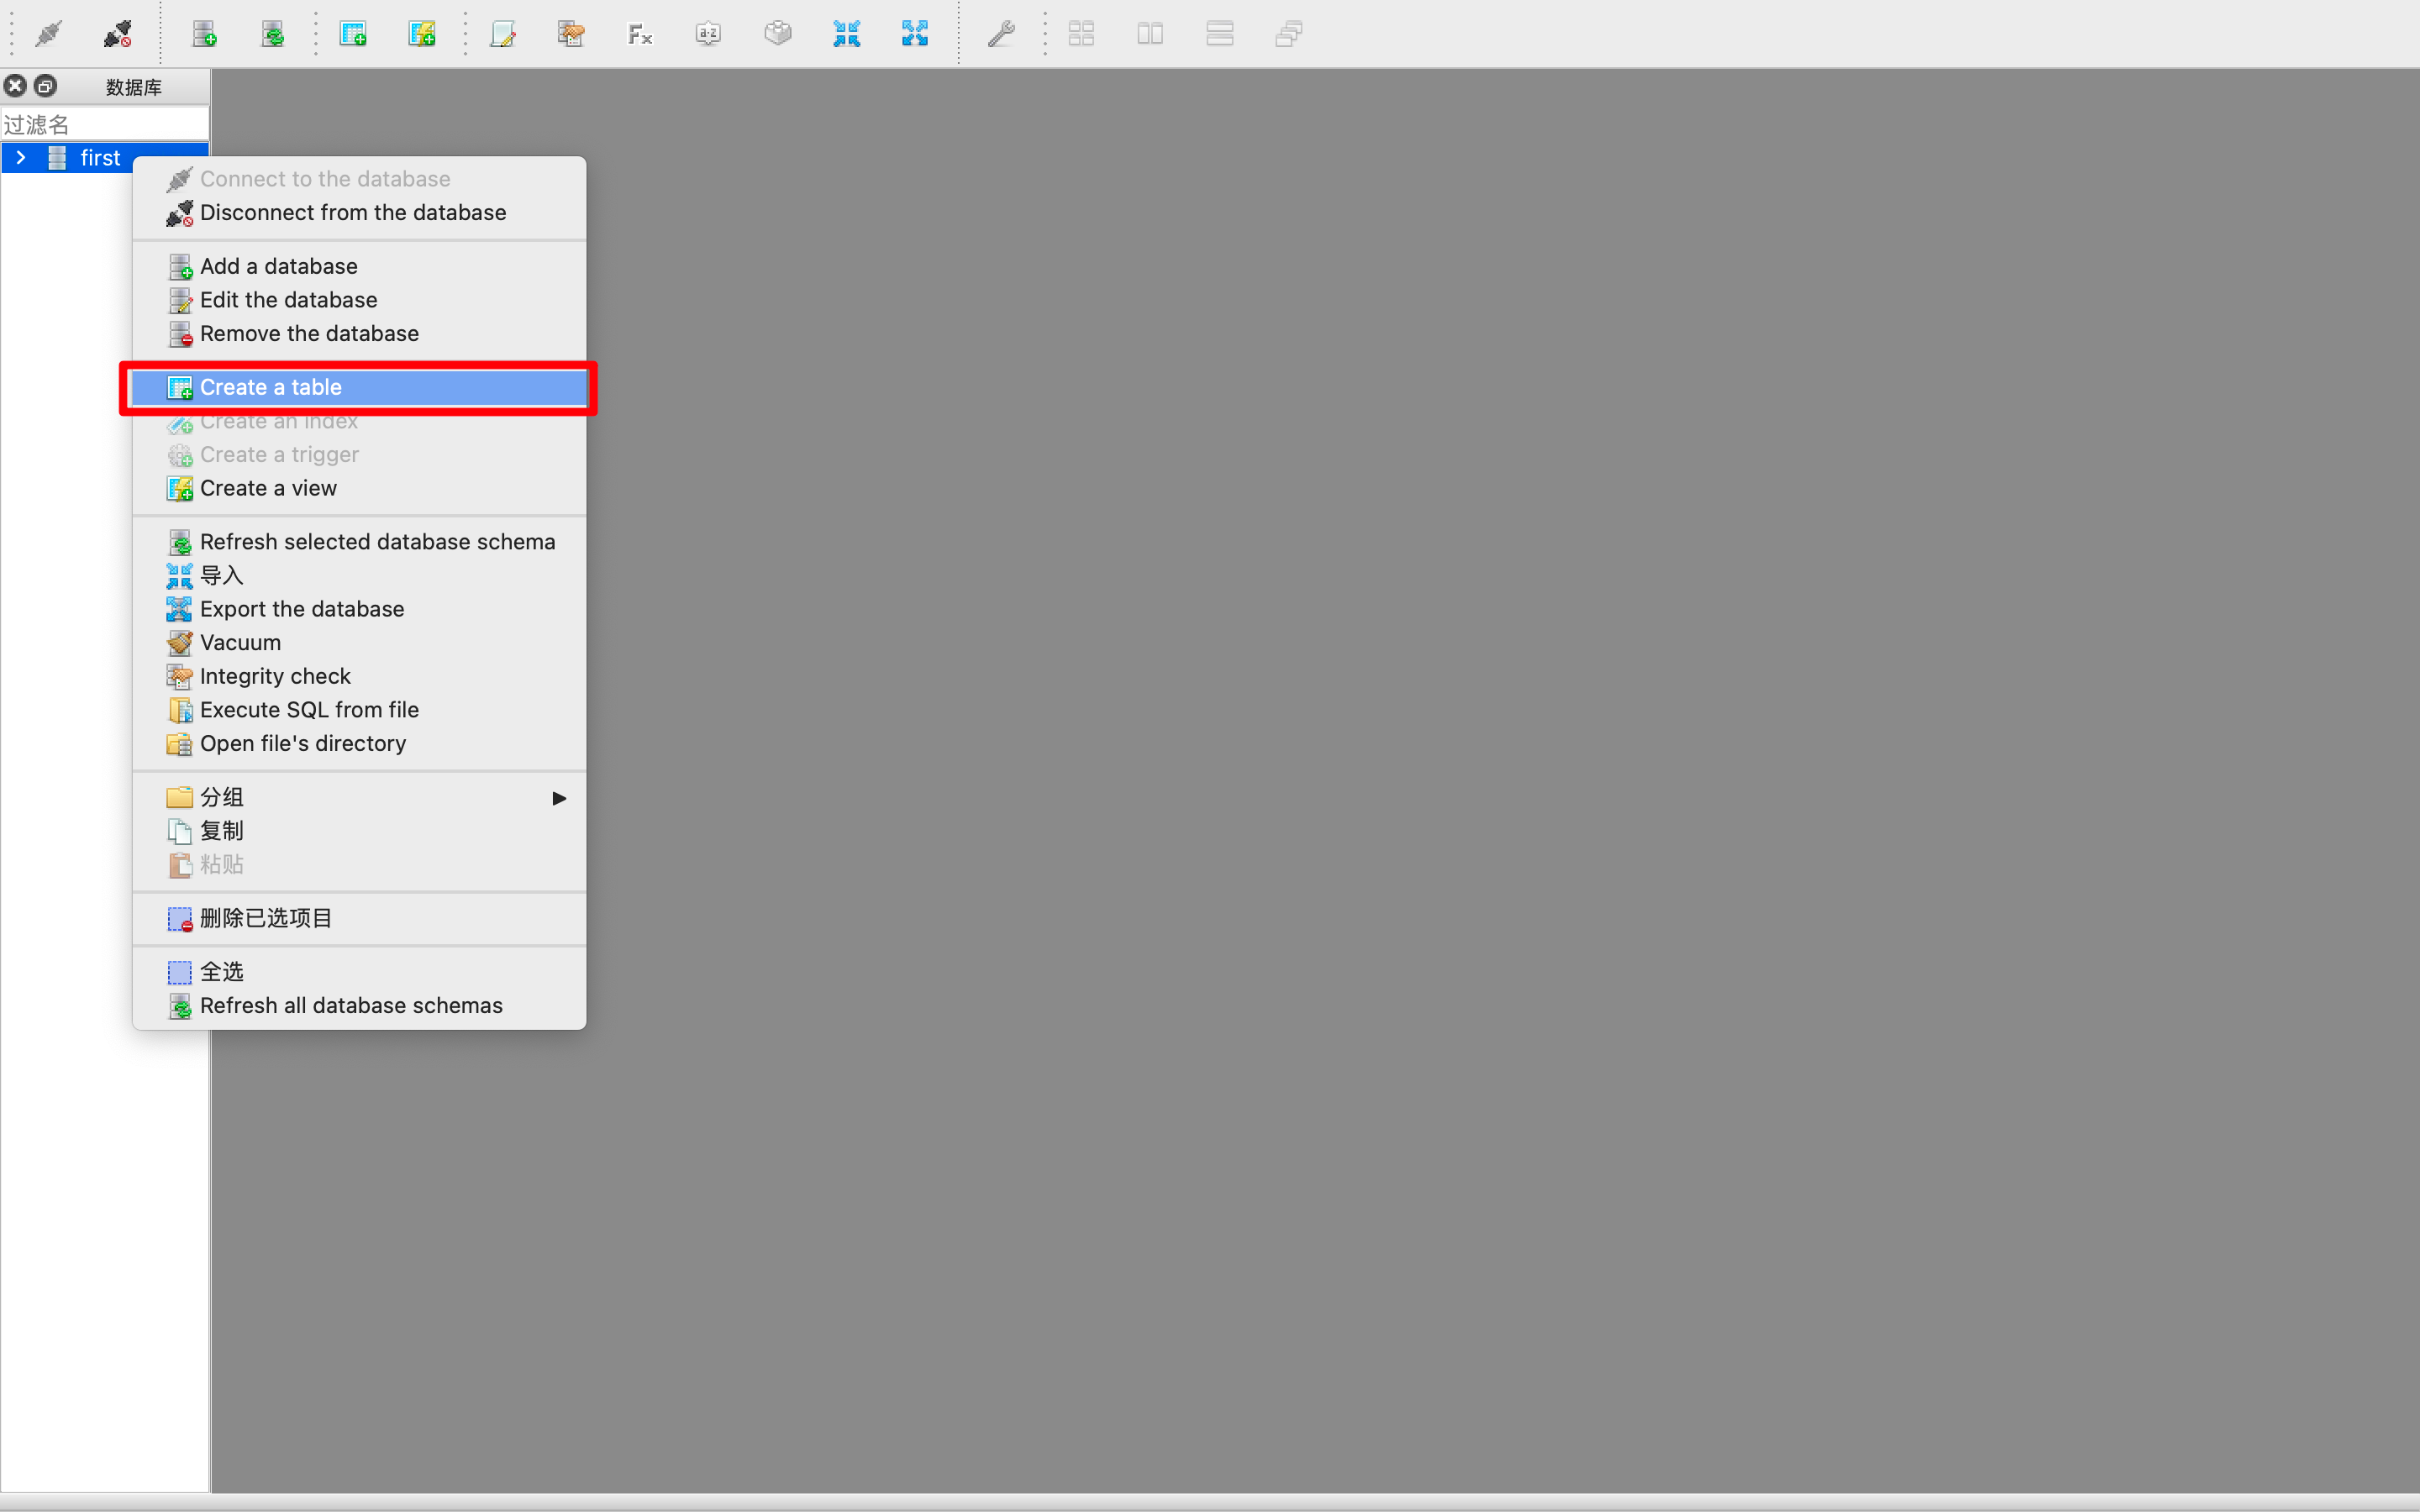 Fx
a-z
数据库
过滤名
first
Connect to the database
Disconnect from the database
Add a database
Edit the database
Remove the database
Create a table
Create an index
Create a trigger
Create a view
Refresh selected database schema
导入
Export the database
Vacuum
Integrity check
Execute SQL from file
Open file's directory
分组
复制
粘贴
删除已选项目
全选
Refresh all database schemas